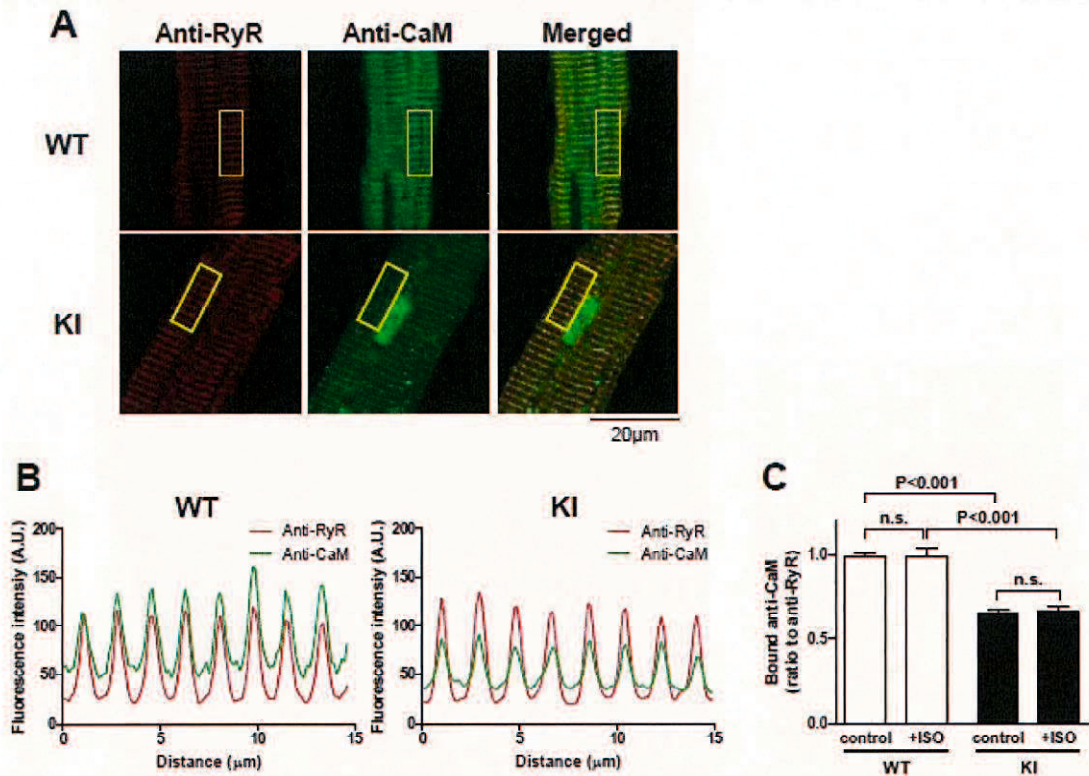 A
Anti-RyR Anti-CaM Merged
WT
KI
20μm
B
WT
Fluorescence intensiy (A.U.)
200
150
100
50
0
Anti-RyR
Anti-CaM
0 5 10 15
Distance (μm)
KI
Fluorescence intensity (A.U.)
200
150
100
50
0
Anti-RyR
Anti-CaM
0 5 10 15
Distance (μm)
C
P<0.001
n.s. P<0.001
n.s.
Bound anti-CaM
(ratio to anti-RyR)
1.0
0.5
0.0
control +ISO control +ISO
WT KI